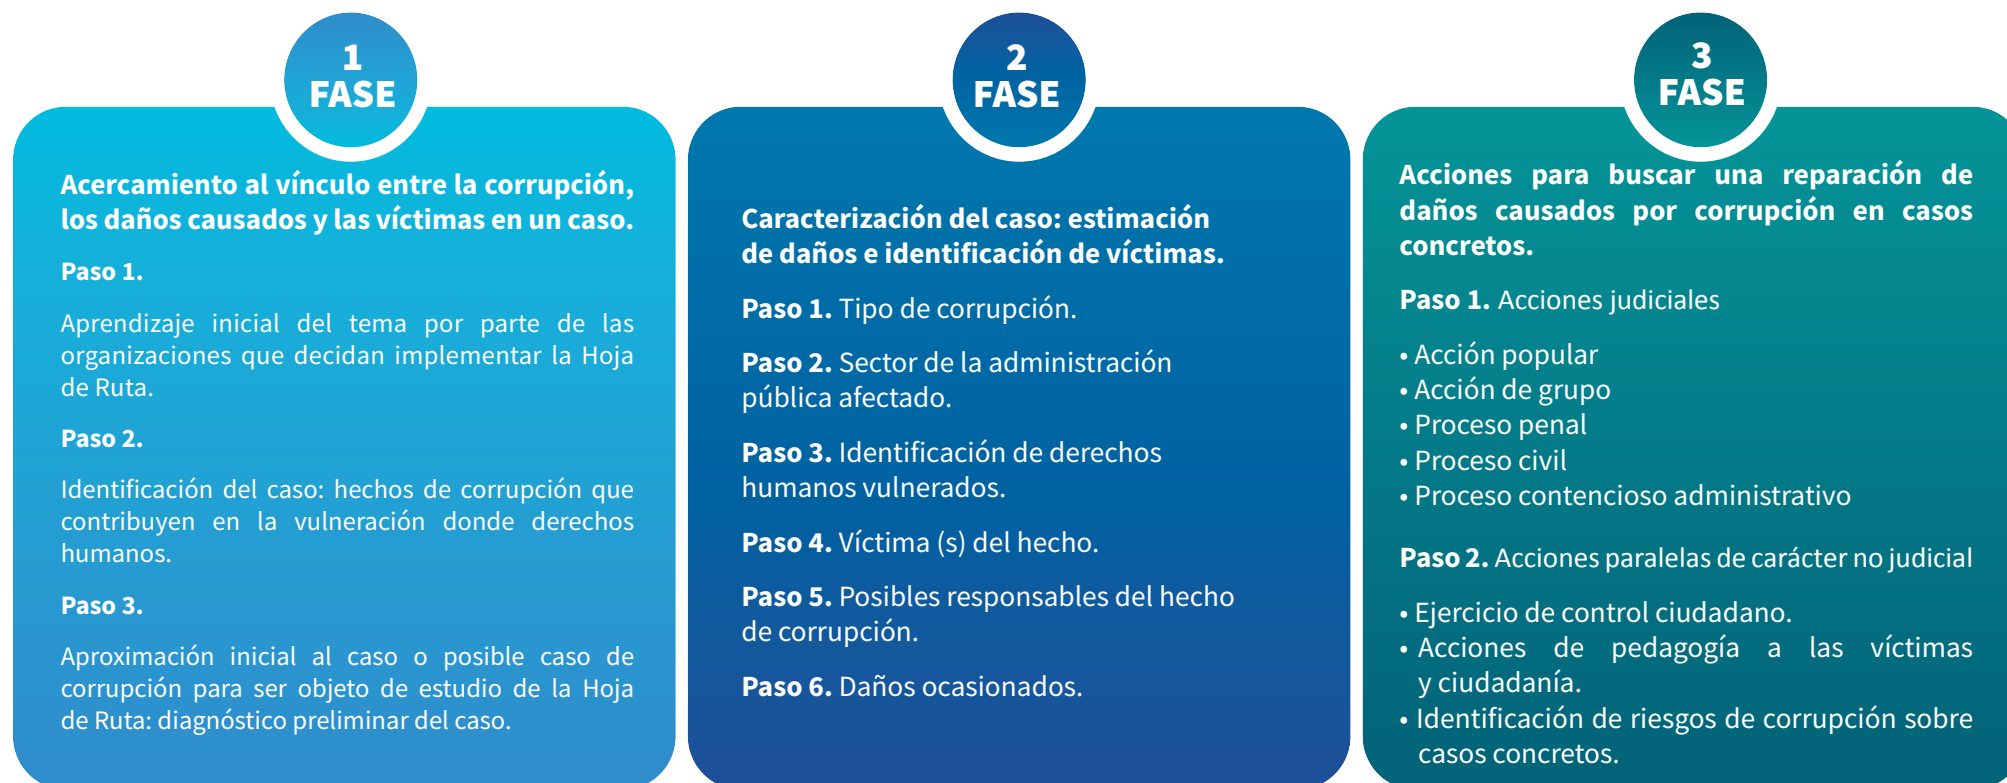 1
FASE
Acercamiento al vínculo entre la corrupción,
los daños causados y las víctimas en un caso.
Paso 1.
Aprendizaje inicial del tema por parte de las
organizaciones que decidan implementar la Hoja
de Ruta.
Paso 2.
Identificación del caso: hechos de corrupción que
contribuyen en la vulneración donde derechos
humanos.
Paso 3.
Aproximación inicial al caso o posible caso de
corrupción para ser objeto de estudio de la Hoja
de Ruta: diagnóstico preliminar del caso.
2
FASE
Caracterización del caso: estimación
de daños e identificación de víctimas.
Paso 1. Tipo de corrupción.
Paso 2. Sector de la administración
pública afectado.
Paso 3. Identificación de derechos
humanos vulnerados.
Paso 4. Víctima (s) del hecho.
Paso 5. Posibles responsables del hecho
de corrupción.
Paso 6. Daños ocasionados.
3
FASE
Acciones para buscar una reparación de
daños causados por corrupción en casos
concretos.
Paso 1. Acciones judiciales
• Acción popular
• Acción de grupo
• Proceso penal
• Proceso civil
• Proceso contencioso administrativo
Paso 2. Acciones paralelas de carácter no judicial
• Ejercicio de control ciudadano.
• Acciones de pedagogía a las víctimas
y ciudadanía.
• Identificación de riesgos de corrupción sobre
casos concretos.